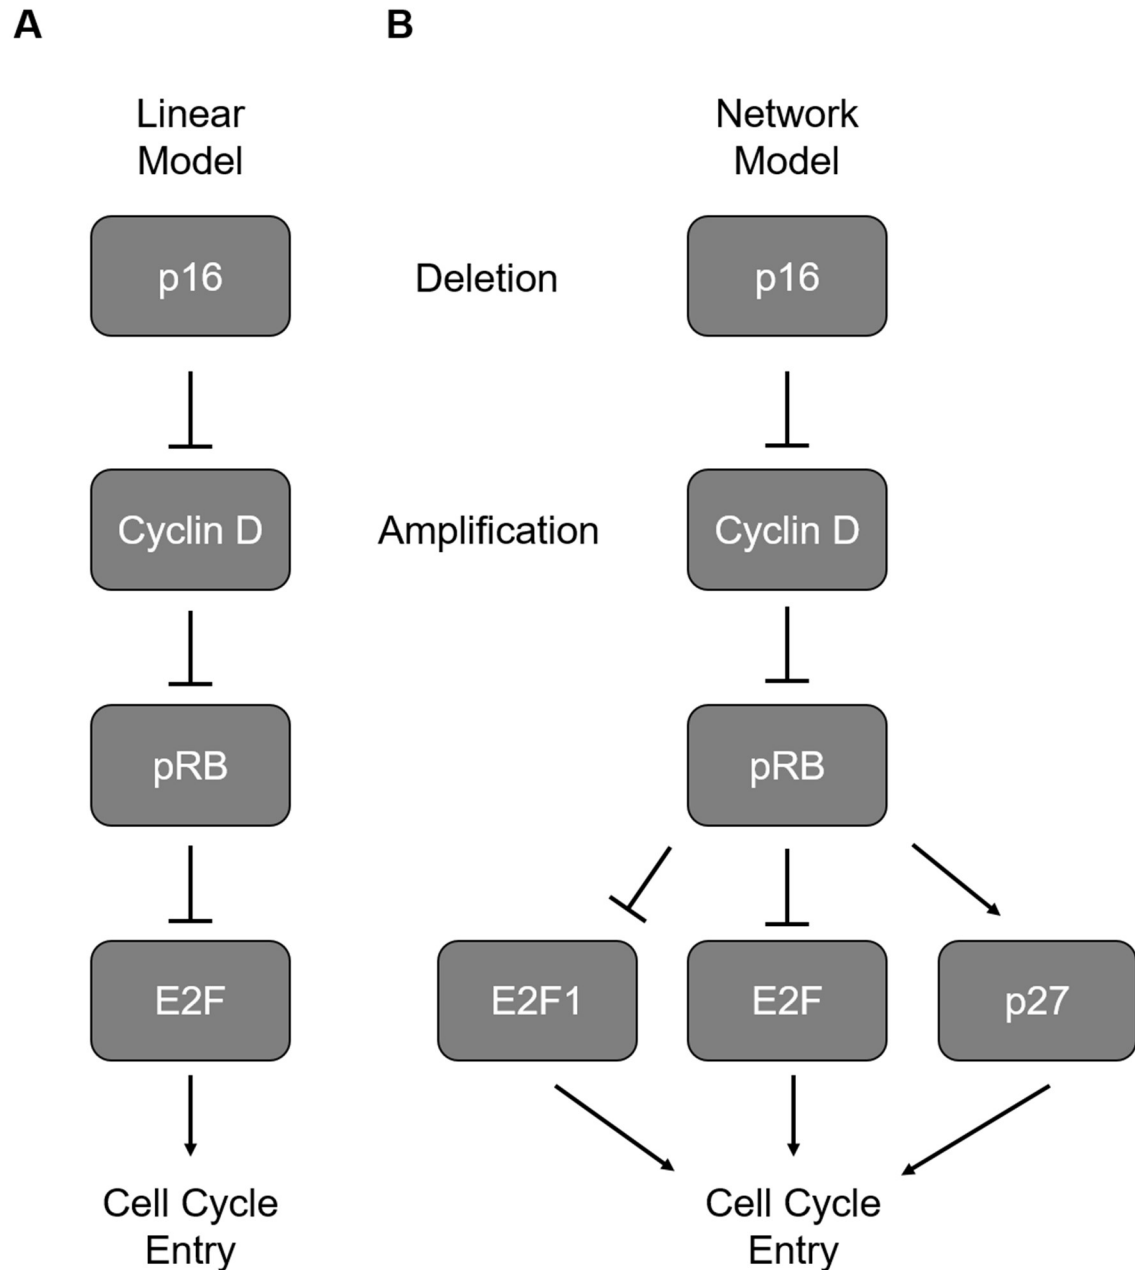 A
B
Linear
Model
p16
Cyclin D
pRB
E2F
Cell Cycle
Entry
Deletion
Amplification
Network
Model
p16
Cyclin D
pRB
E2F1
E2F
p27
Cell Cycle
Entry